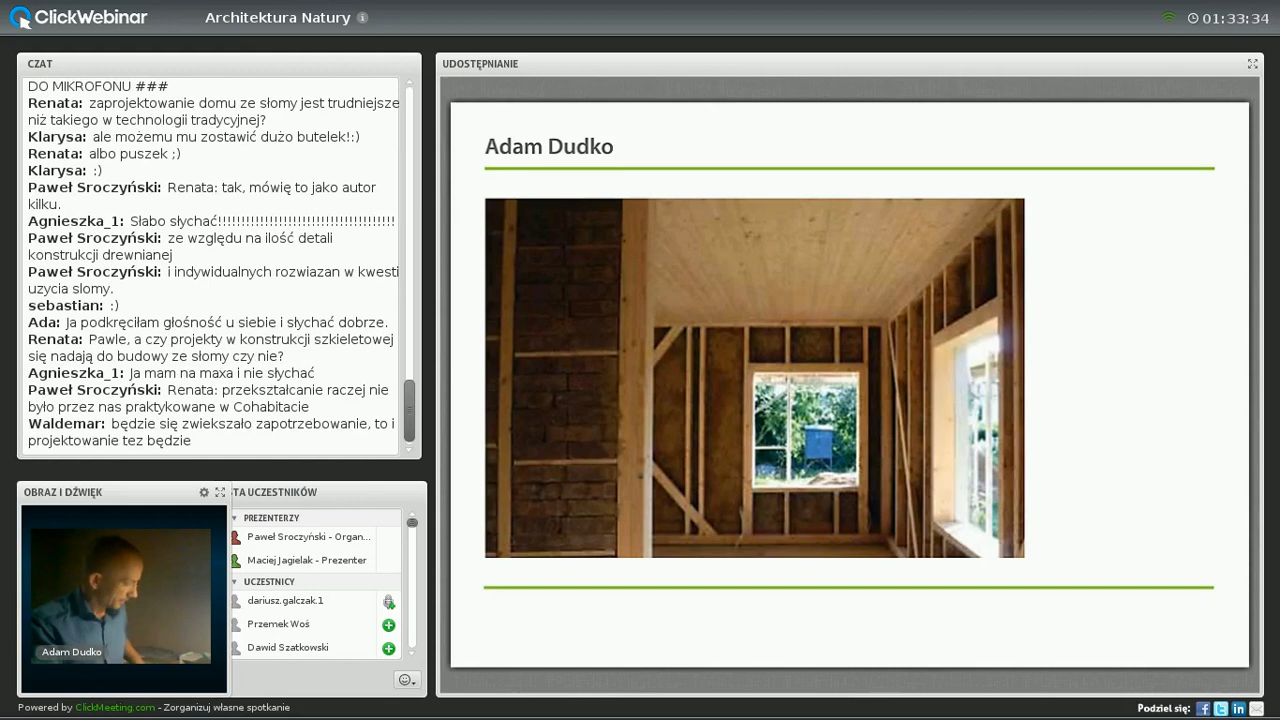 ClickWebinar
Architektura Natury
01:33:34
CZAT
DO MIKROFONU ###
Renata: zaprojektowanie domu ze słomy jest trudniejsze
niż takiego w technologii tradycyjnej?
Klarysa: ale możemu mu zostawić dużo butelek!:)
Renata: albo puszek ;)
Klarysa: :)
Paweł Sroczyński: Renata: tak, mówię to jako autor
kilku.
Agnieszka_1: Słabo słychać!!!!!!!!!!!!!!!!!!!!!!!!!!!!!!!!!!!!!!
Paweł Sroczyński: ze względu na ilość detali
konstrukcji drewnianej
Paweł Sroczyński: i indywidualnych rozwiazan w kwesti
uzycia slomy.
sebastian: :)
Ada: Ja podkręciłam głośność u siebie i słychać dobrze.
Renata: Pawle, a czy projekty w konstrukcji szkieletowej
się nadają do budowy ze słomy czy nie?
Agnieszka_1: Ja mam na maxa i nie słychać
Paweł Sroczyński: Renata: przekształcanie raczej nie
było przez nas praktykowane w Cohabitacie
Waldemar: będzie się zwiekszało zapotrzebowanie, to i
projektowanie tez będzie
OBRAZ I DŹWIĘK
Adam Dudko
TA UCZESTNIKÓW
PREZENTERZY
Paweł Sroczyński - Organ...
Maciej Jagielak - Prezenter
UCZESTNICY
dariusz.galczak.1
Przemek Woś
Dawid Szatkowski
UDOSTĘPNIANIE
Adam Dudko
Powered by ClickMeeting.com - Zorganizuj własne spotkanie
Podziel się: